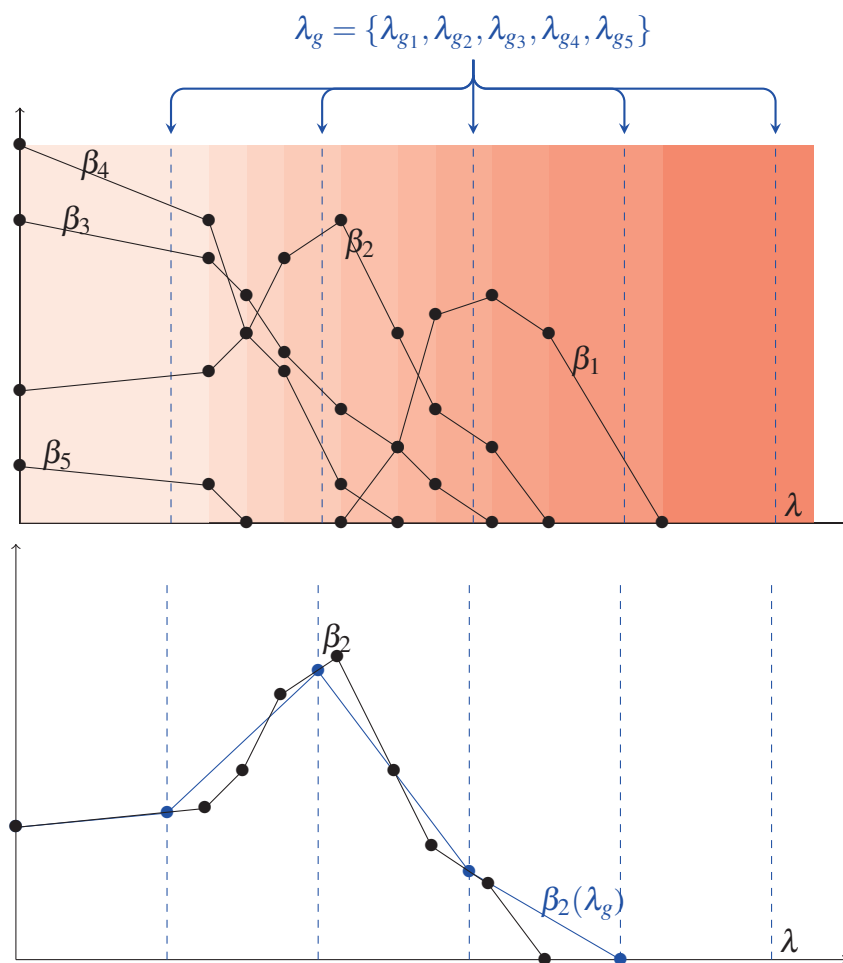 λ_g = {λ_{g1}, λ_{g2}, λ_{g3}, λ_{g4}, λ_{g5}}
β_4
β_3
β_2
β_1
β_5
λ
β_2
β_2(λ_g)
λ